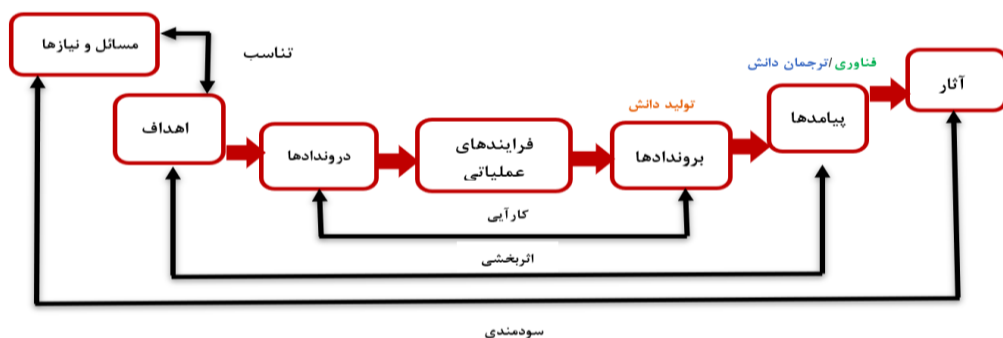 مسائل و نیازها
تناسب
اهداف
دروندادها
فرایندهای
عملیاتی
تولید دانش
بروندادها
فناوری/ترجمان دانش
پیامدها
آثار
کارآیی
اثربخشی
سودمندی